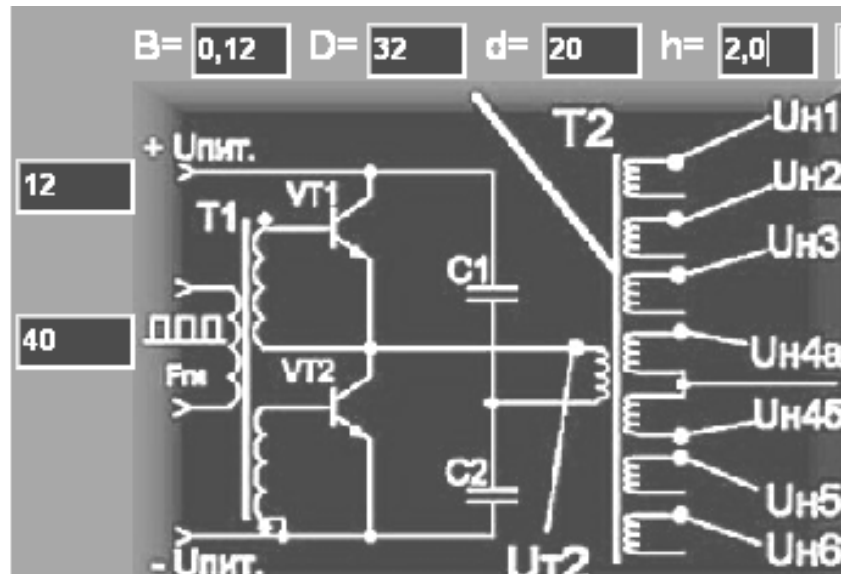 B= 0,12 D= 32 d= 20 h= 2,0
T2
Uн1
+ Uпит.
12
VT1
Uн2
T1
Uн3
C1
40
Fпн
VT2
Uн4а
Uн4б
C2
Uн5
Uт2
Uн6
- Uпит.